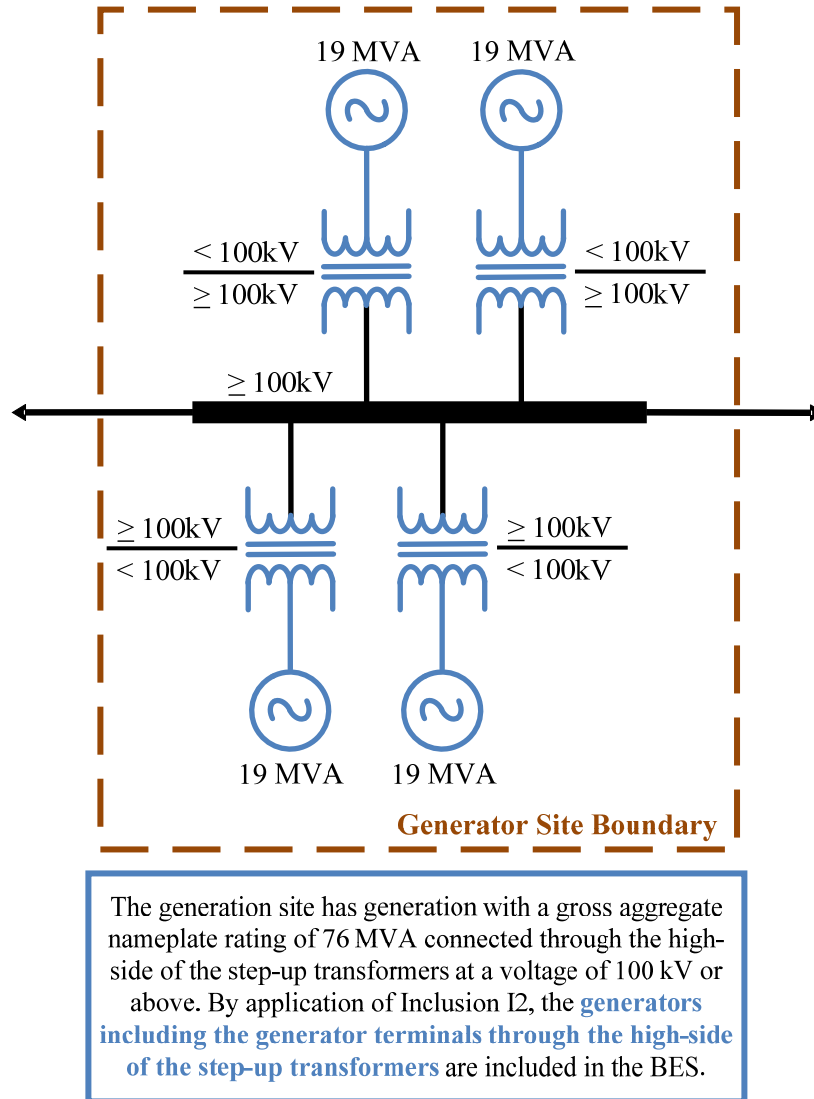 19 MVA 19 MVA
< 100kV
≥ 100kV
< 100kV
≥ 100kV
≥ 100kV
≥ 100kV
< 100kV
≥ 100kV
< 100kV
19 MVA 19 MVA
Generator Site Boundary
The generation site has generation with a gross aggregate
nameplate rating of 76 MVA connected through the high-
side of the step-up transformers at a voltage of 100 kV or
above. By application of Inclusion I2, the generators
including the generator terminals through the high-side
of the step-up transformers are included in the BES.